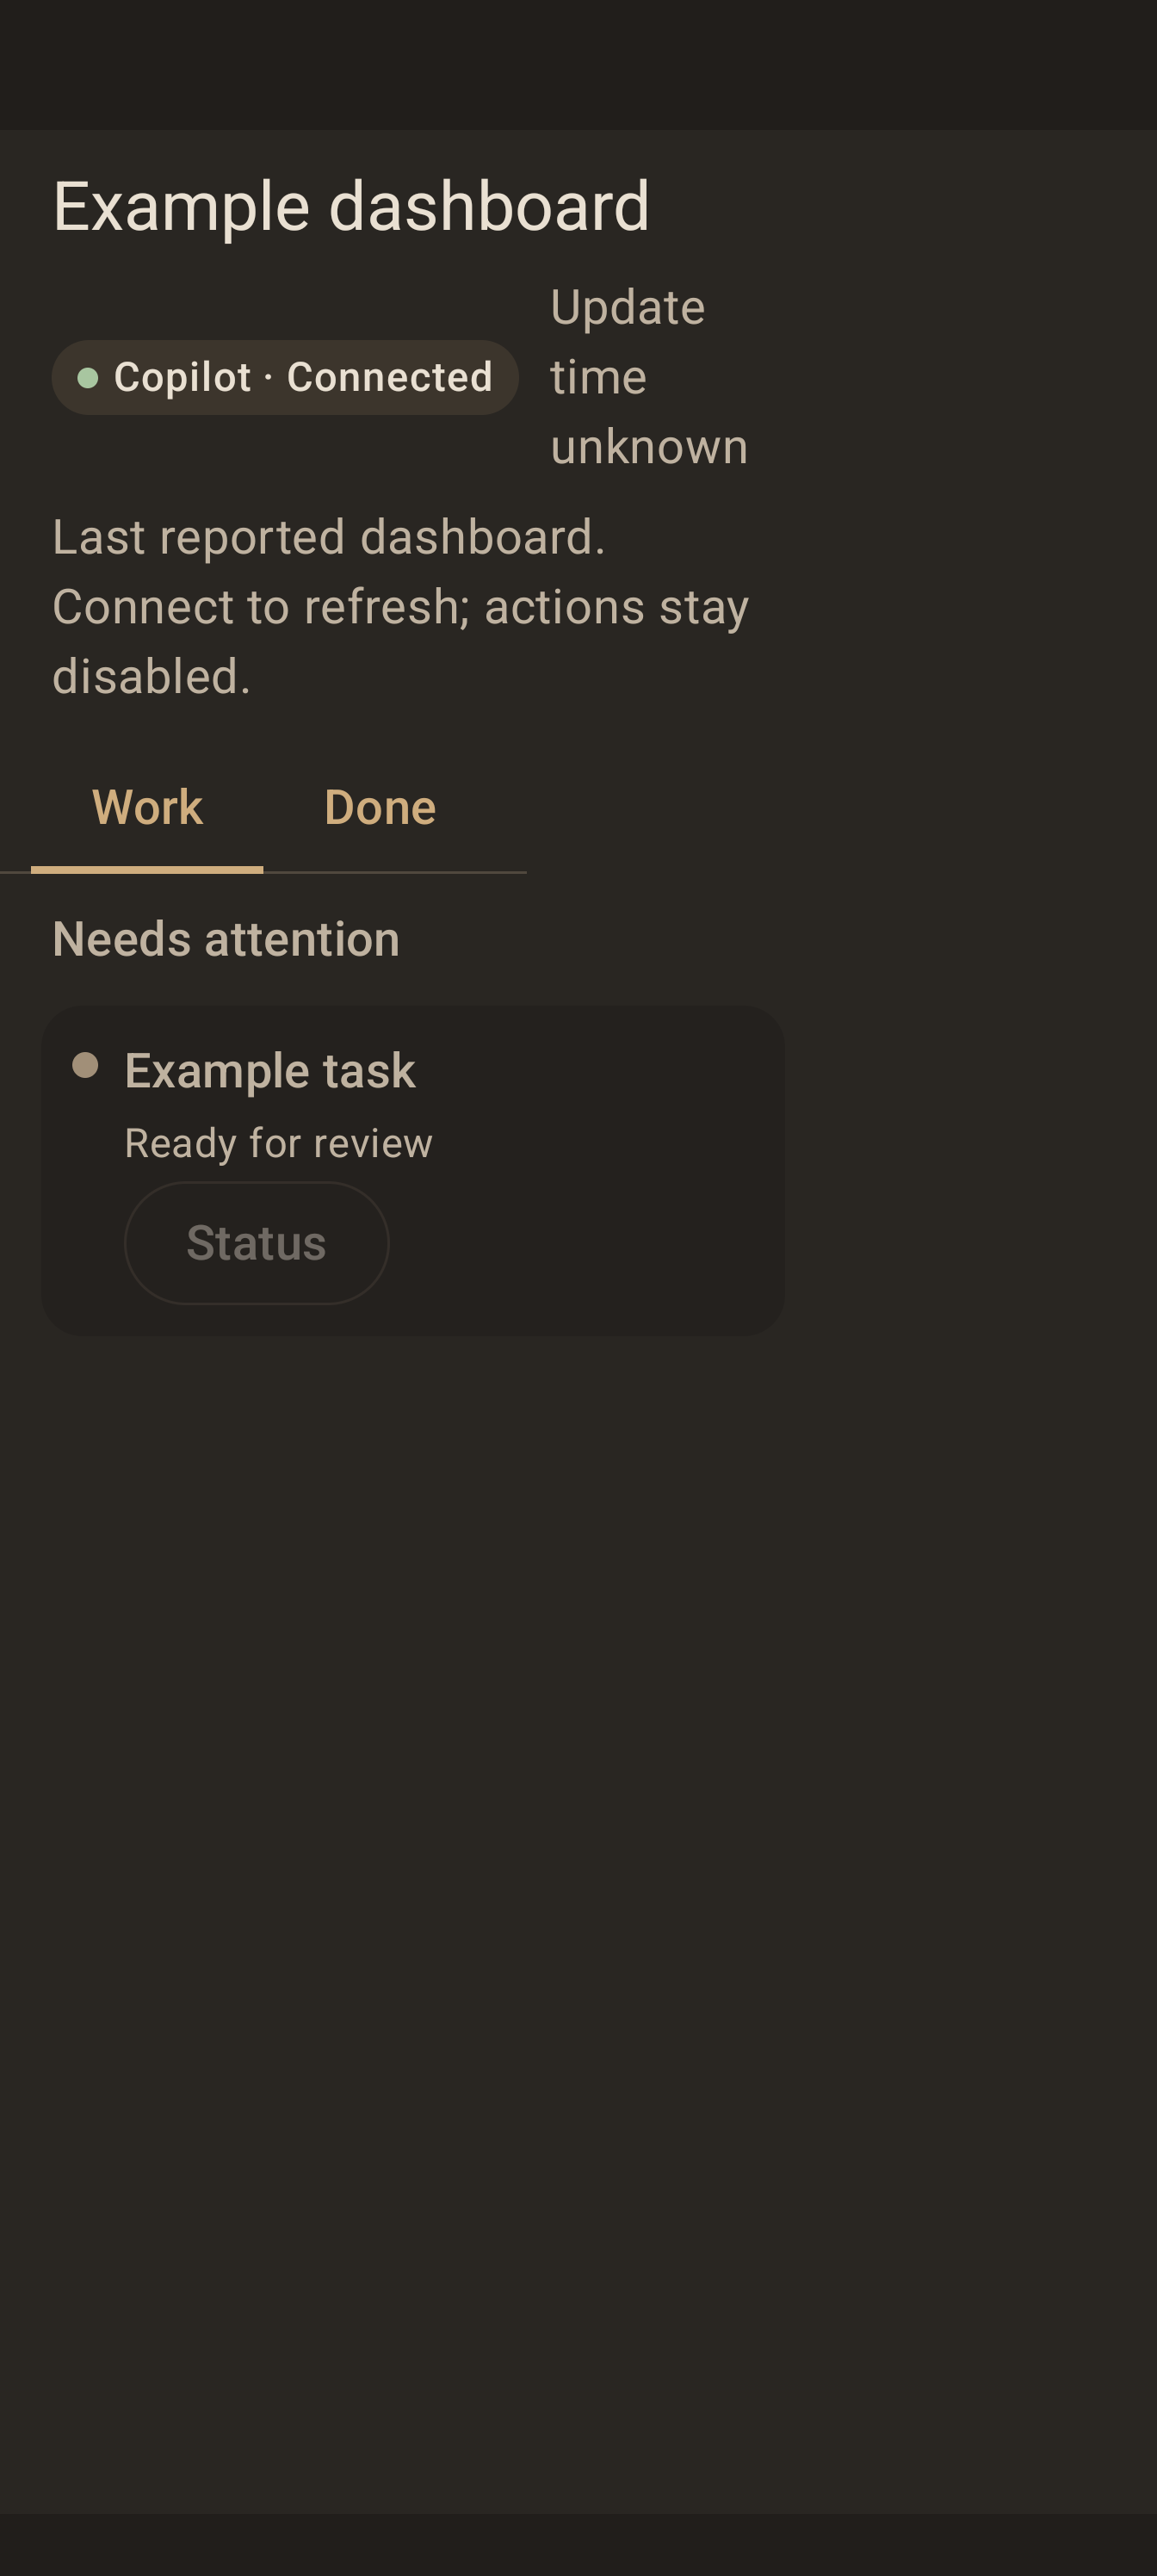 Example dashboard
Copilot · Connected
Update
time
unknown
Last reported dashboard.
Connect to refresh; actions stay
disabled.
Work
Done
Needs attention
Example task
Ready for review
Status